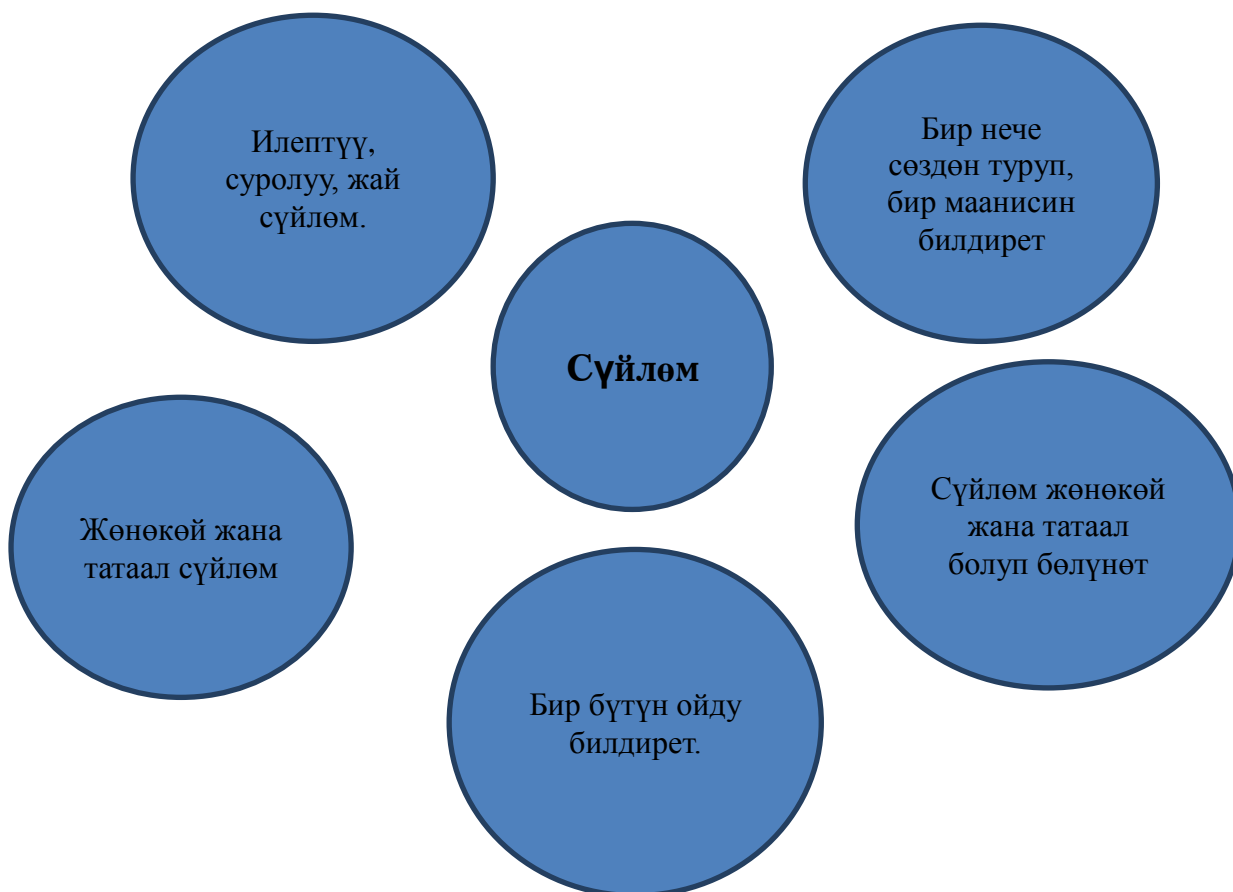 Илептүү,
суролуу, жай
сүйлөм.
Бир нече
сөздөн туруп,
бир маанисин
билдирет
Сүйлөм
Жөнөкөй жана
татаал сүйлөм
Сүйлөм жөнөкөй
жана татаал
болуп бөлүнөт
Бир бүтүн ойду
билдирет.